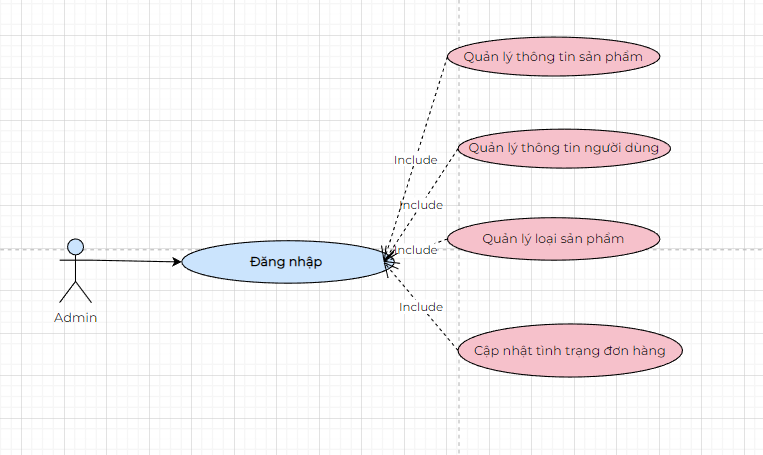 Quản lý thông tin sản phẩm
Include
Quản lý thông tin người dùng
Include
Quản lý loại sản phẩm
Include
Đăng nhập
Include
Admin
Cập nhật tình trạng đơn hàng